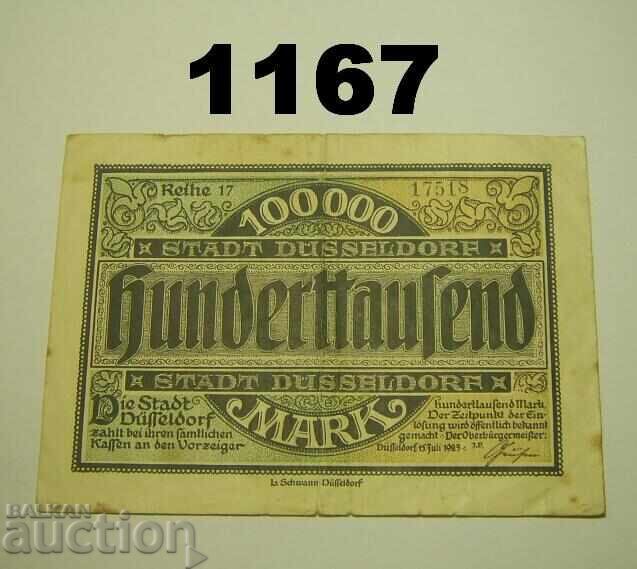 1167
Reihe 17
17518
100000
STADT DÜSSELDORF
Hunderttausend
STADT DÜSSELDORF
MARK
Die Stadt
Düsseldorf
zahlt bei ihren sämtlichen
Kassen an den Vorzeiger
hunderttausend Mark.
Der Zeitpunkt der Ein-
lösung wird öffentlich bekannt
gemacht · Der Oberbürgermeister:
Düsseldorf 15. Juli 1923 · I.V.
L. Schwann Düsseldorf
BALKAN
auction